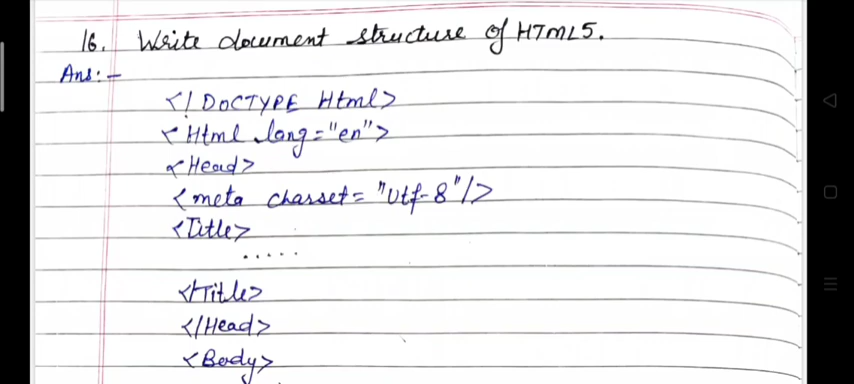 16. Write document structure of HTML5.
Ans:-
<! DOCTYPE Html>
<Html lang="en">
<Head>
<meta charset="Utf-8"/>
<Title>
.....
</Title>
</Head>
<Body>